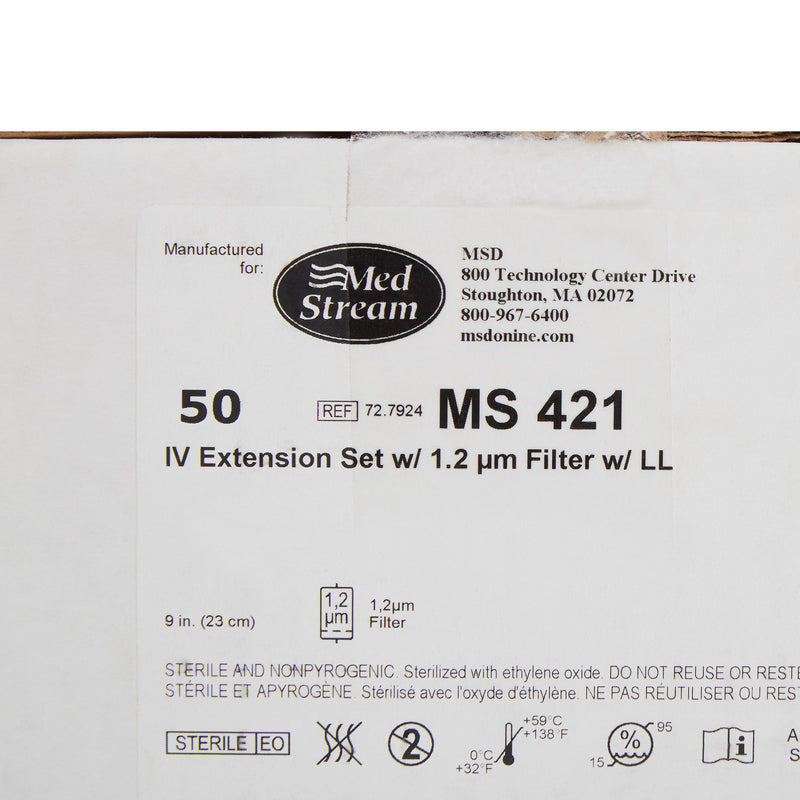 Manufactured
for:
Med
Stream
MSD
800 Technology Center Drive
Stoughton, MA 02072
800-967-6400
msdonine.com
50 REF 72.7924 MS 421
IV Extension Set w/ 1.2 µm Filter w/ LL
9 in. (23 cm)
1,2
µm
1,2µm
Filter
STERILE AND NONPYROGENIC. Sterilized with ethylene oxide. DO NOT REUSE OR RESTE
STÉRILE ET APYROGÈNE. Stérilisé avec l'oxyde d'éthylène. NE PAS RÉUTILISER OU RES
STERILE EO
2
+59°C
+138°F
0°C
+32°F
%
95
15
i
A
S